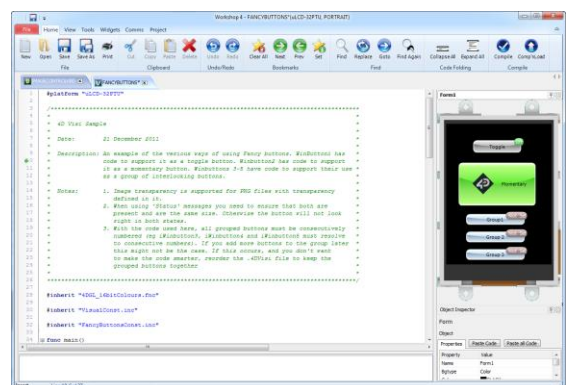 Workshop 4 - FANCYBUTTONS*(uLCD-32PTU, PORTRAIT)
File Home View Tools Widgets Comms Project
New Open Save Save As Print Cut Copy Paste Delete Undo Redo Clear All Next Prev Set Find Replace Goto Find Again Collapse All Expand All Compile Comp'nLoad
File Clipboard Undo/Redo Bookmarks Find Code Folding Compile
FANCYBUTTONS*
#platform "uLCD-32PTU"
4D Visi Sample
Date: 21 December 2011
Description: An example of the various ways of using Fancy buttons. WinButton1 has
code to support it as a toggle button. Winbutton2 has code to support
it as a momentary button. Winbuttons 3-5 have code to support their use
as a group of interlocking buttons.
Notes: 1. Image transparency is supported for PNG files with transparency
defined in it.
2. When using 'Status' messages you need to ensure that both are
present and are the same size. Otherwise the button will not look
right in both states.
3. With the code used here, all grouped buttons must be consecutively
numbered (eg iWinbutton3, iWinbutton4 and iWinbutton5 must resolve
to consecutive numbers). If you add more buttons to the group later
this might not be the case. If this occurs, and you don't want
to make the code smarter, reorder the .4DVisi file to keep the
grouped buttons together
#inherit "4DGL_16bitColours.fnc"
#inherit "VisualConst.inc"
#inherit "FancyButtonsConst.inc"
func main()
Form1
Toggle
Momentary
Group 1
Group 2
Group 3
Object Inspector
Form
Form1
Object
Properties Paste Code Paste all Code
Property Value
Name Form1
Bgtype Color